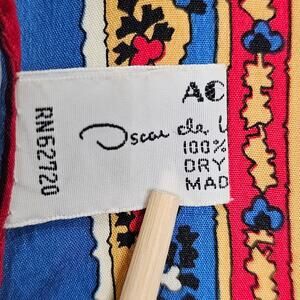 AC
Oscar de L
100%
DRY
MAD
RN62720